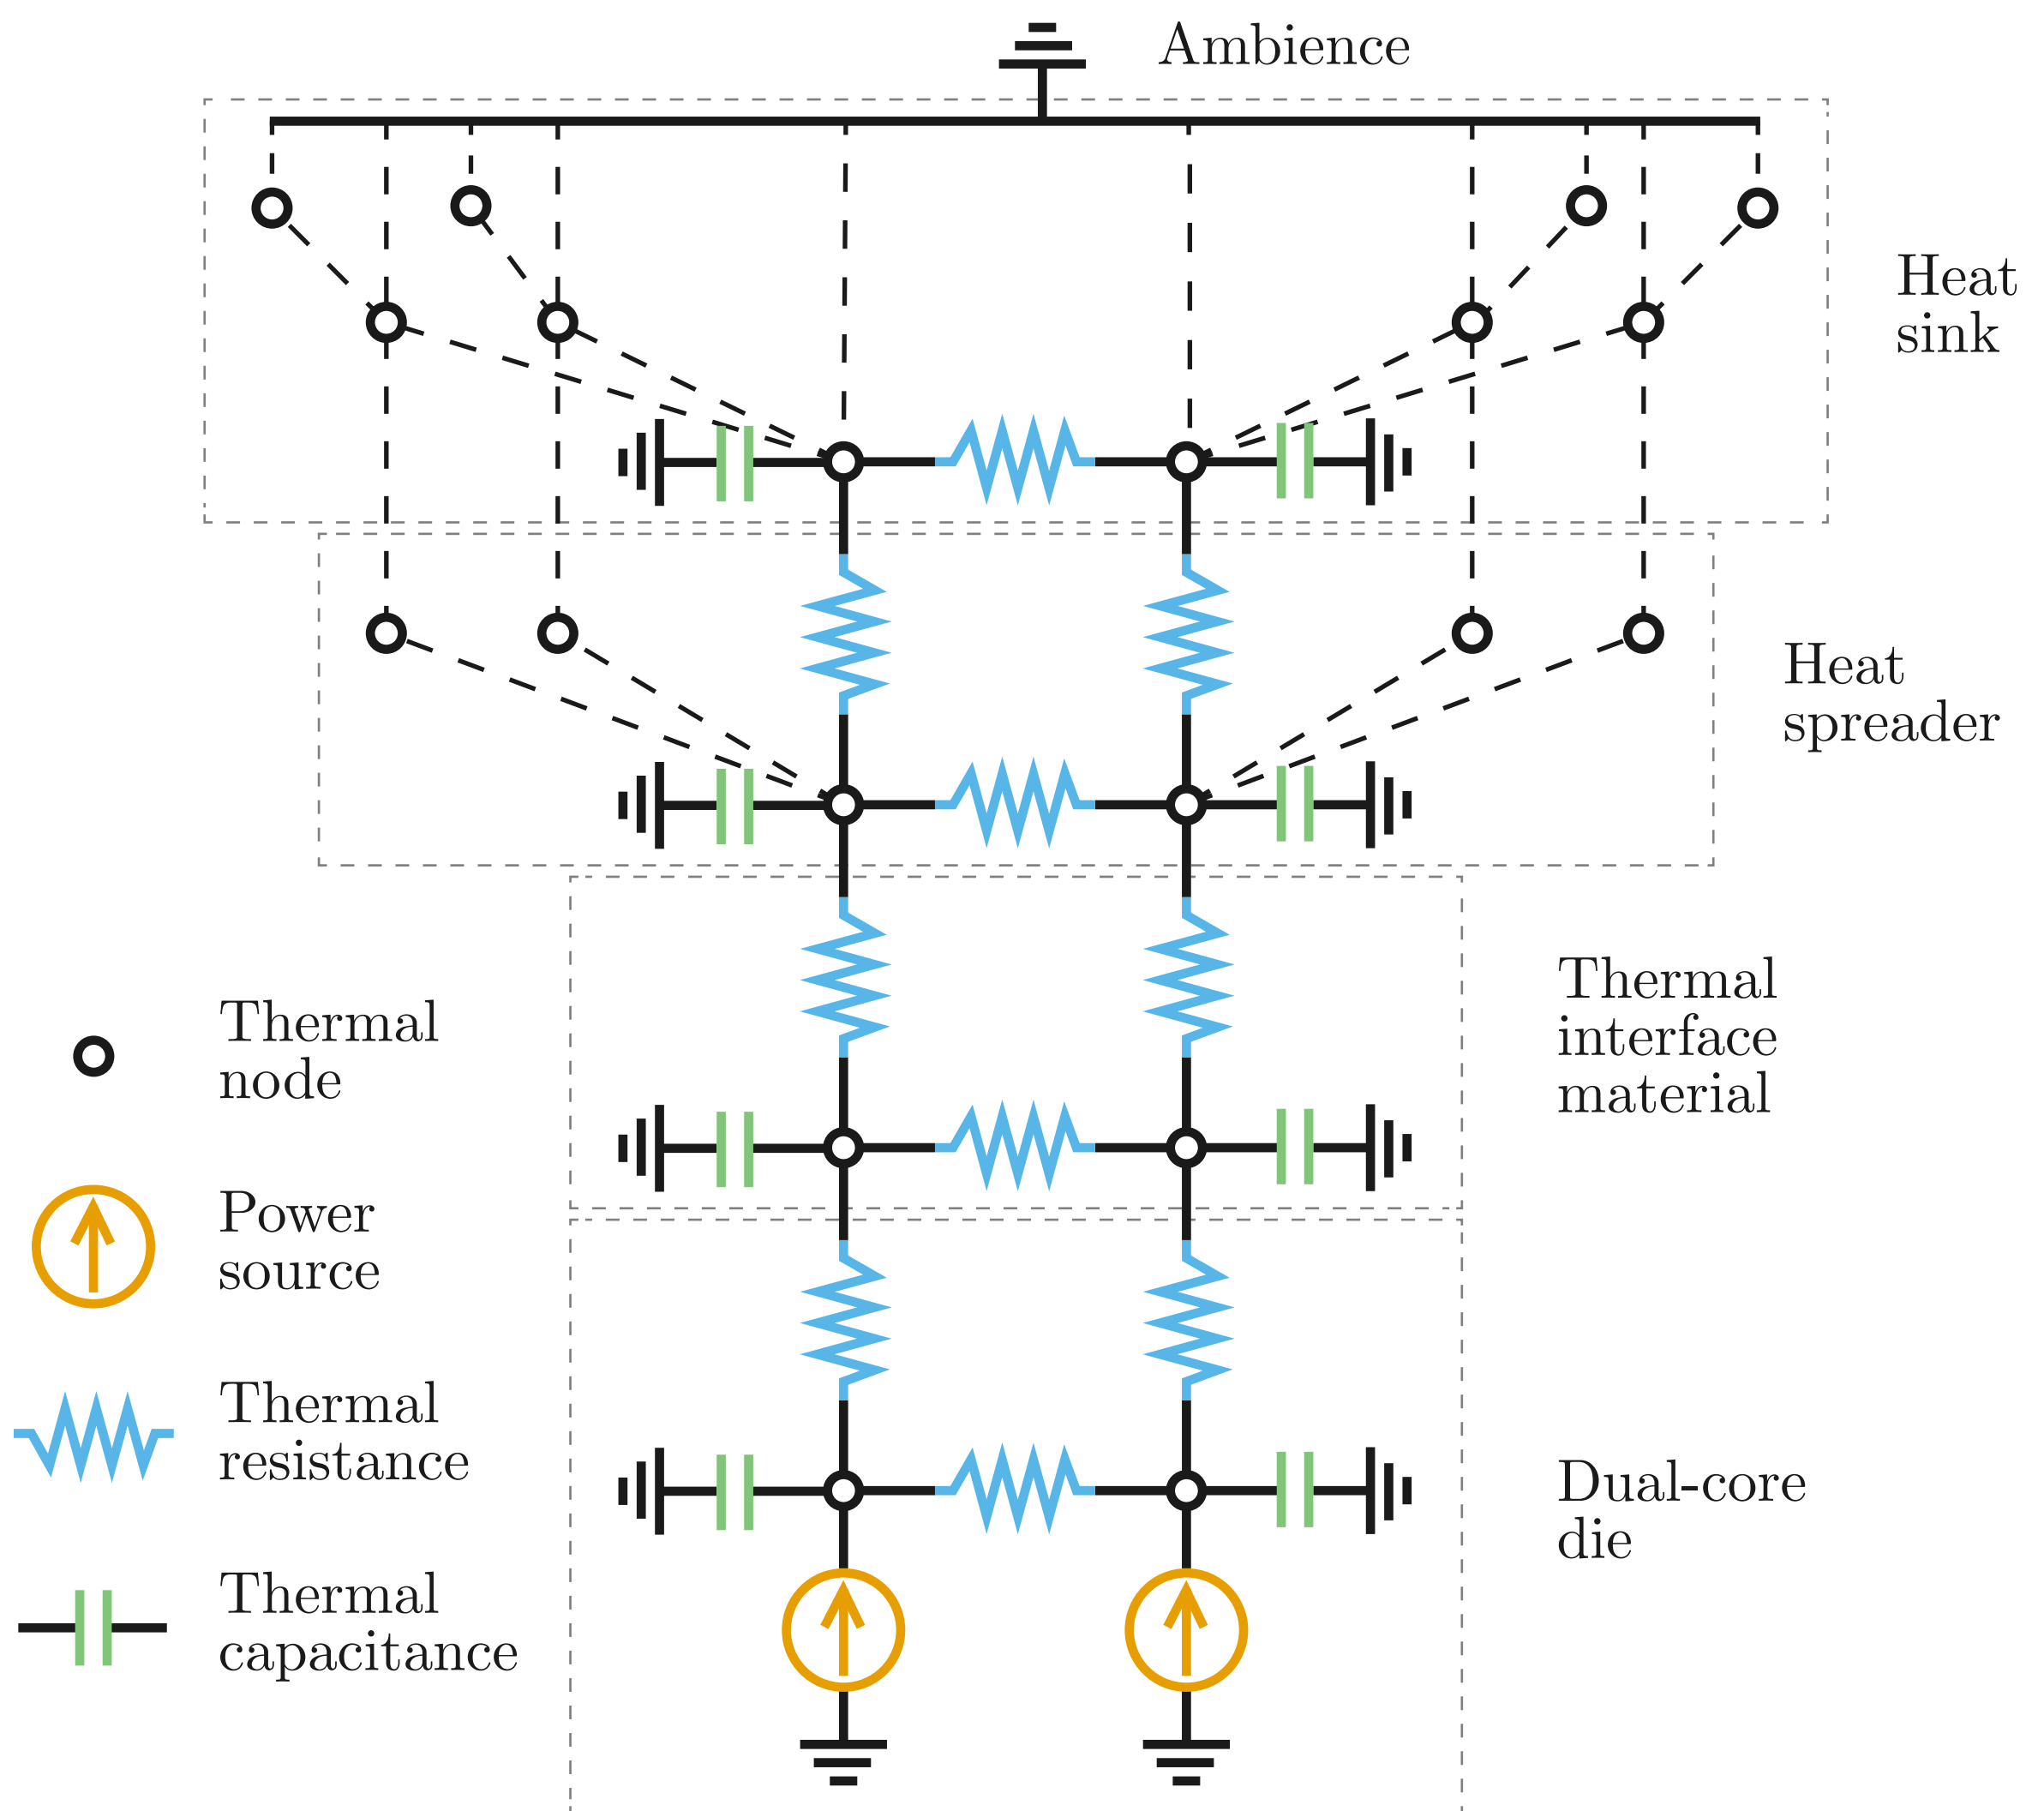 Ambience
Heat
sink
Heat
spreader
Thermal
interface
material
Thermal
node
Power
source
Thermal
resistance
Dual-core
die
Thermal
capacitance